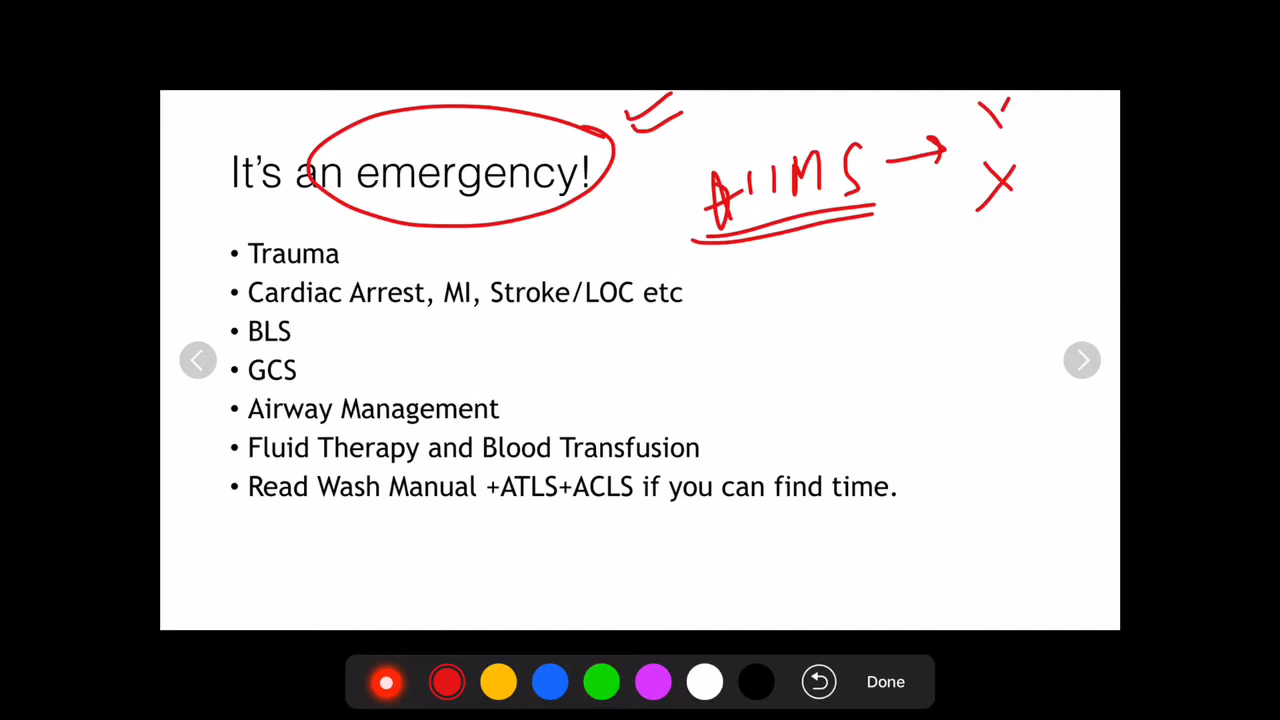 It's an emergency!
AIIMS → Y
X
• Trauma
• Cardiac Arrest, MI, Stroke/LOC etc
• BLS
• GCS
• Airway Management
• Fluid Therapy and Blood Transfusion
• Read Wash Manual +ATLS+ACLS if you can find time.
Done